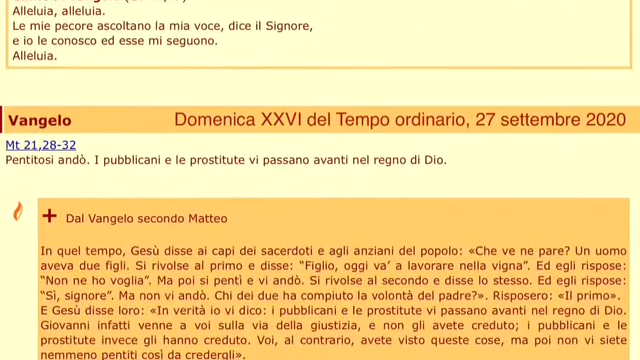 Alleluia, alleluia.
Le mie pecore ascoltano la mia voce, dice il Signore,
e io le conosco ed esse mi seguono.
Alleluia.
Vangelo
Domenica XXVI del Tempo ordinario, 27 settembre 2020
Mt 21,28-32
Pentitosi andò. I pubblicani e le prostitute vi passano avanti nel regno di Dio.
+ Dal Vangelo secondo Matteo
In quel tempo, Gesù disse ai capi dei sacerdoti e agli anziani del popolo: «Che ve ne pare? Un uomo
aveva due figli. Si rivolse al primo e disse: “Figlio, oggi va’ a lavorare nella vigna”. Ed egli rispose:
“Non ne ho voglia”. Ma poi si pentì e vi andò. Si rivolse al secondo e disse lo stesso. Ed egli rispose:
“Sì, signore”. Ma non vi andò. Chi dei due ha compiuto la volontà del padre?». Risposero: «Il primo».
E Gesù disse loro: «In verità io vi dico: i pubblicani e le prostitute vi passano avanti nel regno di Dio.
Giovanni infatti venne a voi sulla via della giustizia, e non gli avete creduto; i pubblicani e le
prostitute invece gli hanno creduto. Voi, al contrario, avete visto queste cose, ma poi non vi siete
nemmeno pentiti così da credergli».